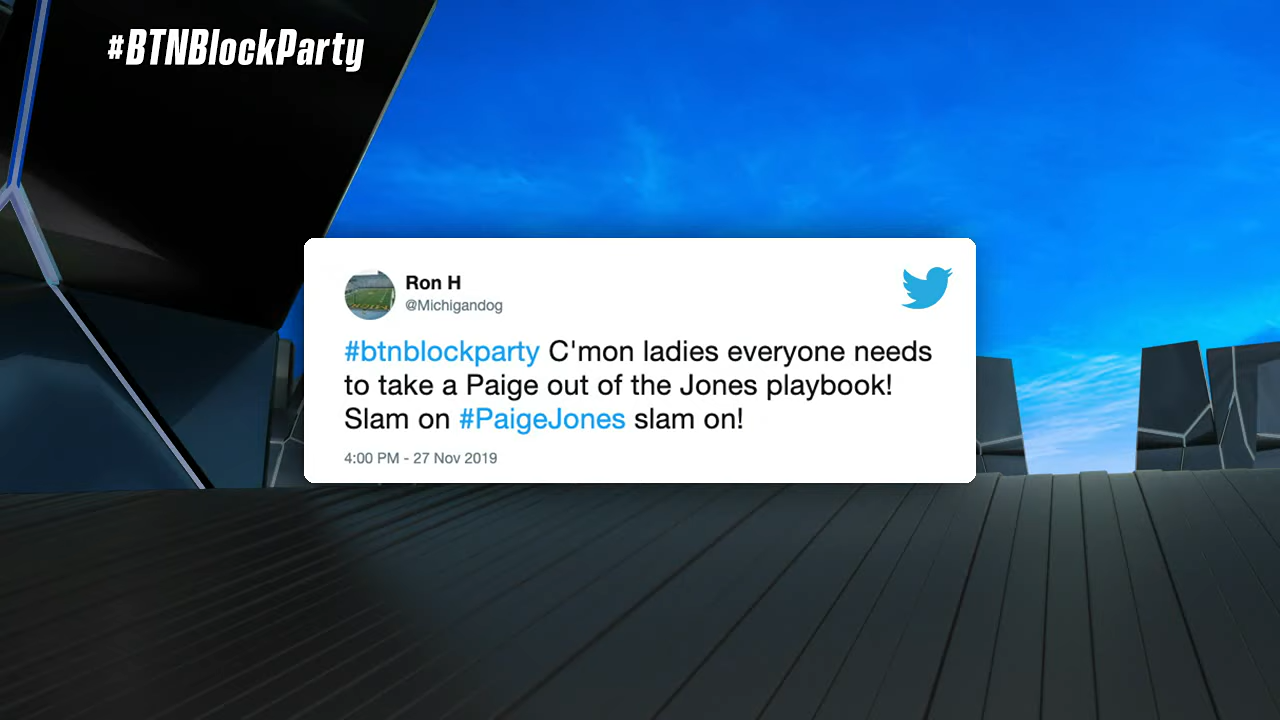 #BTNBlockParty
Ron H
@Michigandog
#btnblockparty C'mon ladies everyone needs
to take a Paige out of the Jones playbook!
Slam on #PaigeJones slam on!
4:00 PM - 27 Nov 2019